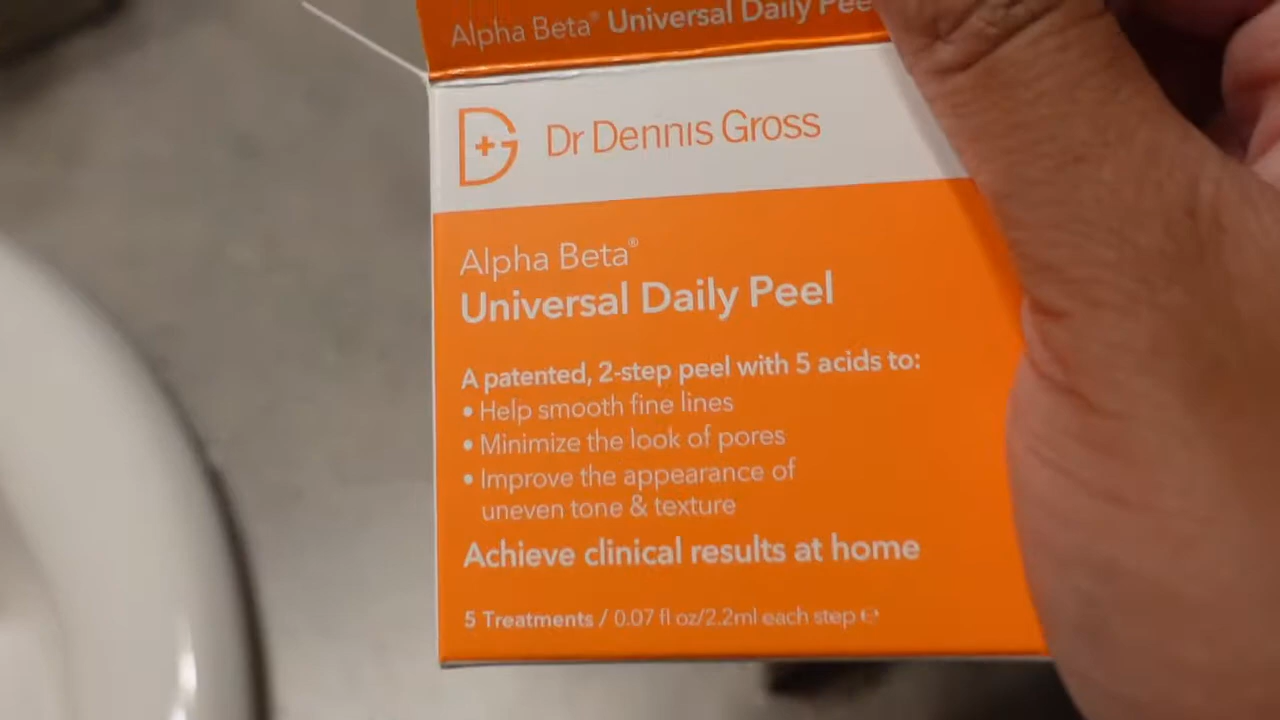 Alpha Beta® Universal Daily Pee
Dr Dennis Gross
Alpha Beta®
Universal Daily Peel
A patented, 2-step peel with 5 acids to:
• Help smooth fine lines
• Minimize the look of pores
• Improve the appearance of
uneven tone & texture
Achieve clinical results at home
5 Treatments / 0.07 fl oz/2.2ml each step ℮